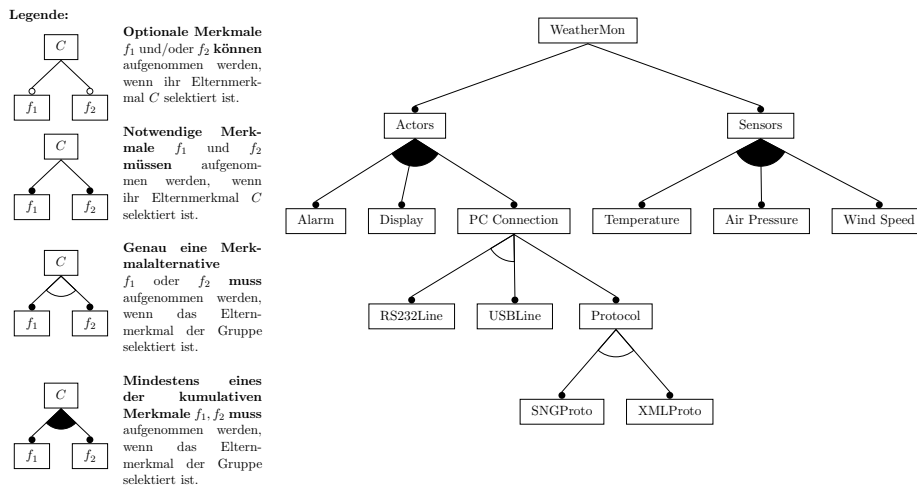 Legende:
C
f1
f2
Optionale Merkmale
f1 und/oder f2 können
aufgenommen werden,
wenn ihr Elternmerk-
mal C selektiert ist.
C
f1
f2
Notwendige Merk-
male f1 und f2
müssen aufgenom-
men werden, wenn
ihr Elternmerkmal C
selektiert ist.
C
f1
f2
Genau eine Merk-
malalternative
f1 oder f2 muss
aufgenommen werden,
wenn das Eltern-
merkmal der Gruppe
selektiert ist.
C
f1
f2
Mindestens eines
der kumulativen
Merkmale f1, f2 muss
aufgenommen werden,
wenn das Eltern-
merkmal der Gruppe
selektiert ist.
WeatherMon
Actors
Sensors
Alarm
Display
PC Connection
Temperature
Air Pressure
Wind Speed
RS232Line
USBLine
Protocol
SNGProto
XMLProto